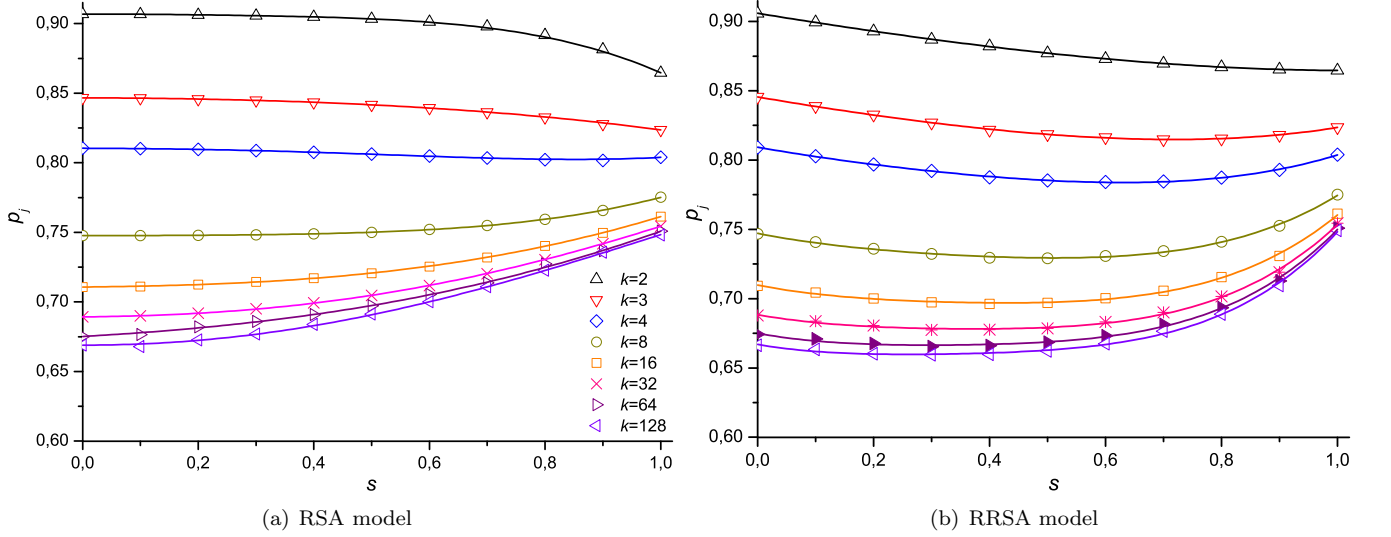 0,90
0,85
0,80
0,75
0,70
0,65
0,60
p_j
0,0 0,2 0,4 0,6 0,8 1,0
s
k=2
k=3
k=4
k=8
k=16
k=32
k=64
k=128
(a) RSA model
0,90
0,85
0,80
0,75
0,70
0,65
0,60
p_j
0,0 0,2 0,4 0,6 0,8 1,0
s
(b) RRSA model